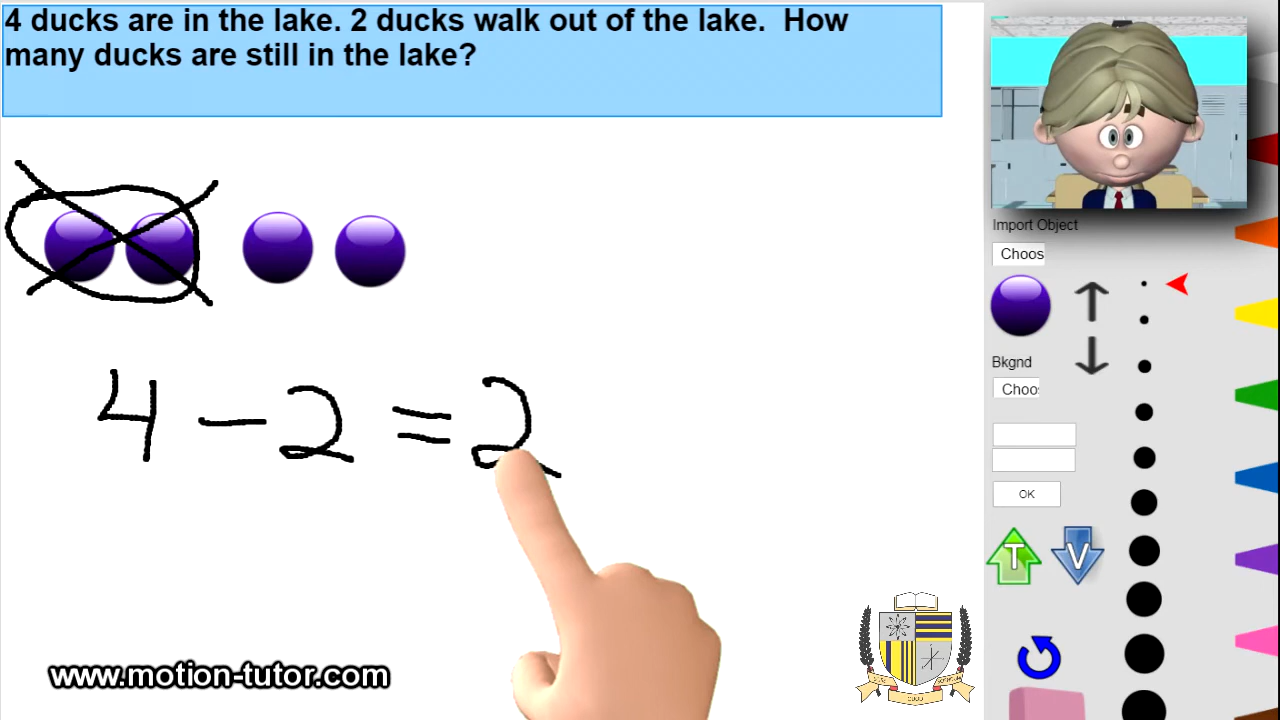 4 ducks are in the lake. 2 ducks walk out of the lake.  How
many ducks are still in the lake?
4 - 2 = 2
www.motion-tutor.com
Import Object
Choos
Bkgnd
Choo
OK
T V